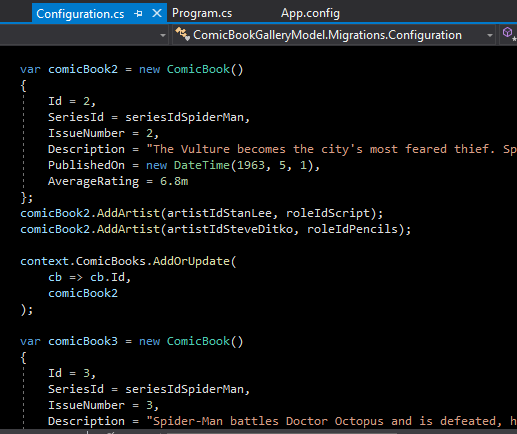 Configuration.cs Program.cs App.config
ComicBookGalleryModel.Migrations.Configuration
var comicBook2 = new ComicBook()
{
Id = 2,
SeriesId = seriesIdSpiderMan,
IssueNumber = 2,
Description = "The Vulture becomes the city's most feared thief. Sp
PublishedOn = new DateTime(1963, 5, 1),
AverageRating = 6.8m
};
comicBook2.AddArtist(artistIdStanLee, roleIdScript);
comicBook2.AddArtist(artistIdSteveDitko, roleIdPencils);
context.ComicBooks.AddOrUpdate(
cb => cb.Id,
comicBook2
);
var comicBook3 = new ComicBook()
{
Id = 3,
SeriesId = seriesIdSpiderMan,
IssueNumber = 3,
Description = "Spider-Man battles Doctor Octopus and is defeated, h